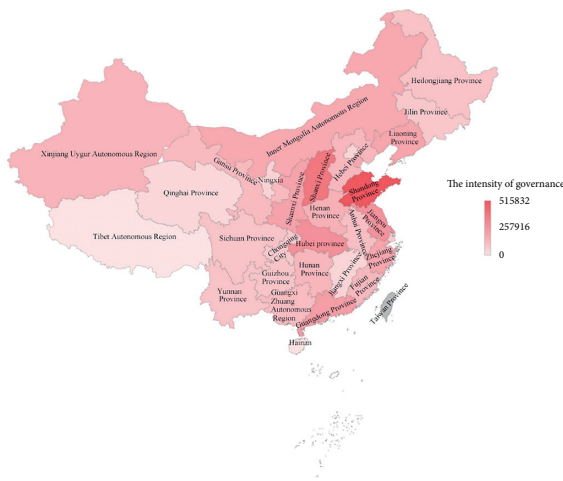 Heilongjiang Province
Jilin Province
Liaoning
Province
Inner Mongolia Autonomous Region
Xinjiang Uygur Autonomous Region
Gansu Province
Ningxia
Qinghai Province
Shaanxi Province
Shanxi Province
Hebei Province
Shandong
Province
Henan
Province
Jiangsu
Province
Anhui Province
Tibet Autonomous Region
Sichuan Province
Chongqing
City
Hubei province
Zhejiang
Province
Hunan
Province
Jiangxi Province
Fujian
Province
Guizhou
Province
Yunnan
Province
Guangxi
Zhuang
Autonomous
Region
Guangdong Province
Taiwan Province
Hainan
The intensity of governance
515832
257916
0